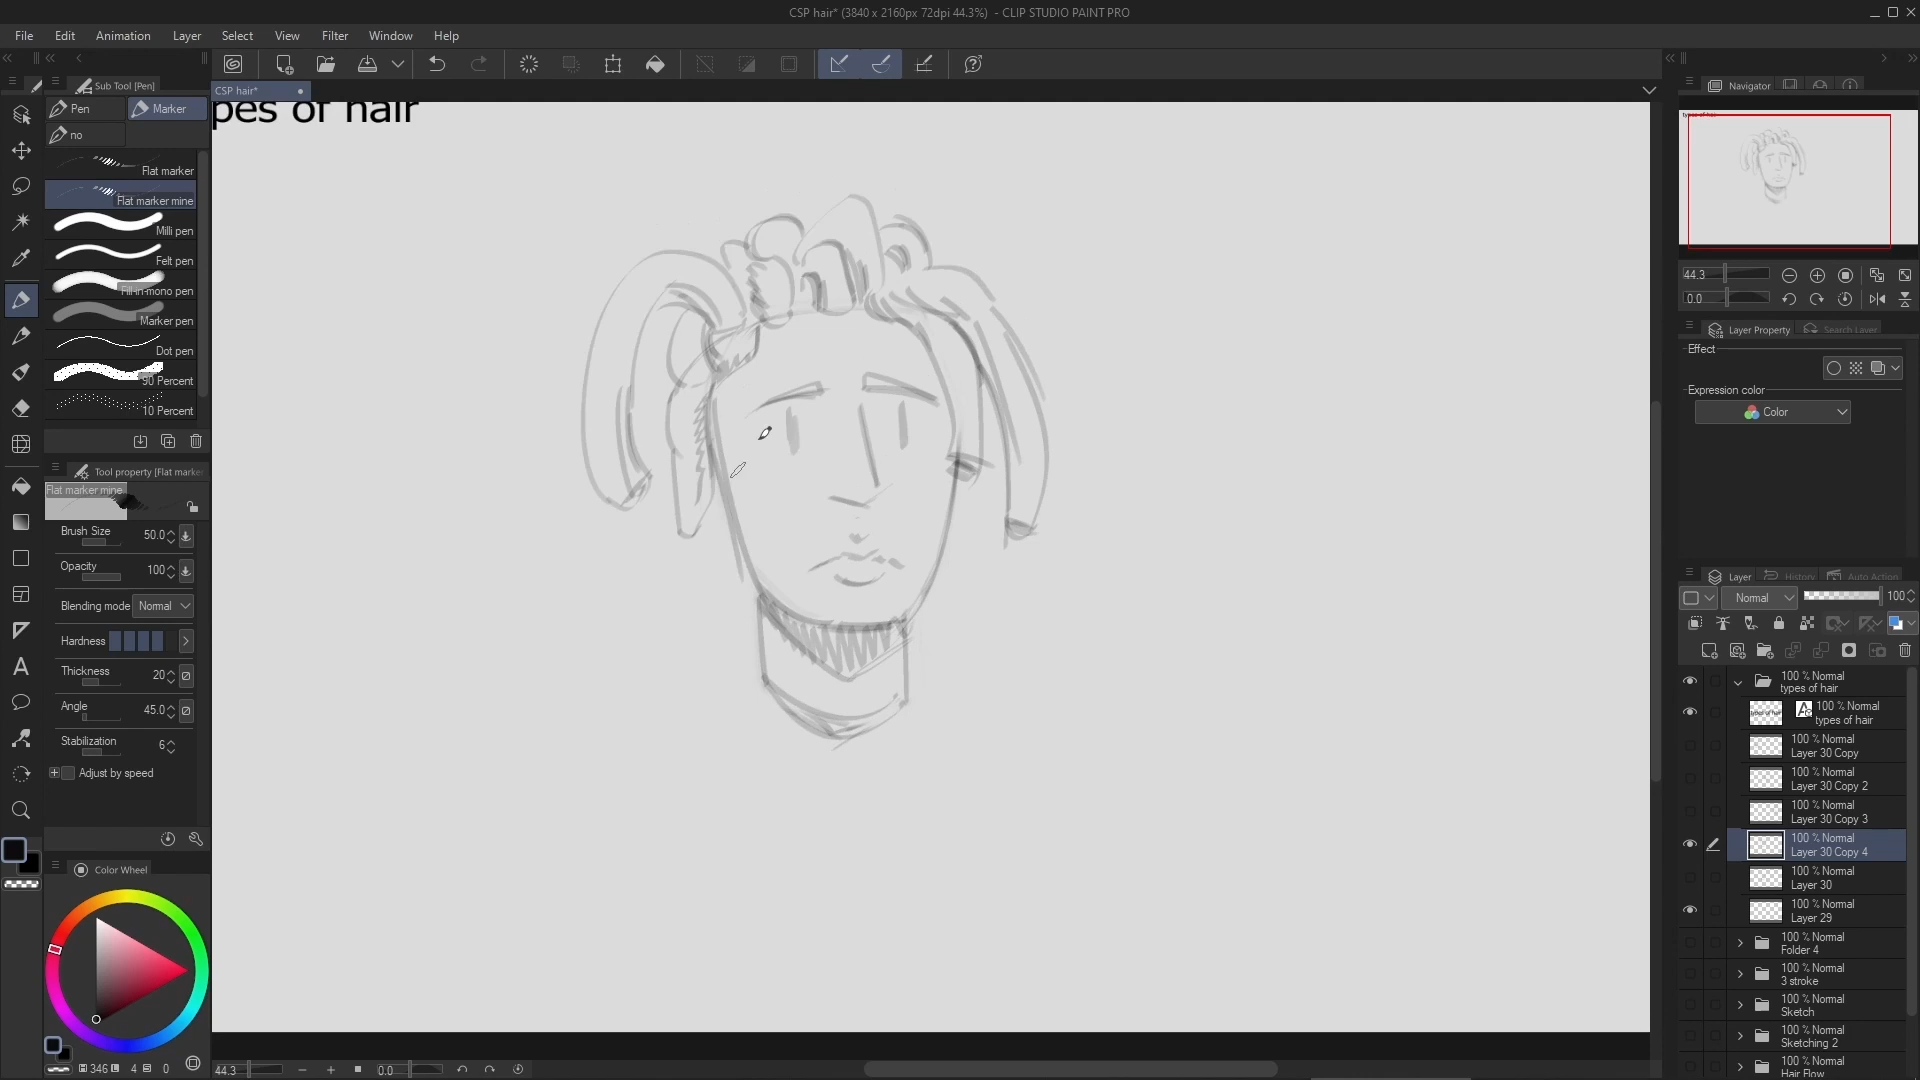 CSP hair* (3840 x 2160px 72dpi 44.3%) - CLIP STUDIO PAINT PRO
File Edit Animation Layer Select View Filter Window Help
Sub Tool [Pen]
Pen
Marker
no
Flat marker
Flat marker mine
Milli pen
Felt pen
Fill-in-mono pen
Marker pen
Dot pen
90 Percent
10 Percent
Tool property [Flat marker
Flat marker mine
Brush Size 50.0
Opacity 100
Blending mode Normal
Hardness
Thickness 20
Angle 45.0
Stabilization 6
Adjust by speed
Color Wheel
346 4 0
CSP hair*
pes of hair
44.3
0.0
Navigator
types of hair
44.3
0.0
Layer Property
Search Layer
Effect
Expression color
Color
Layer
History
Auto Action
Normal
100
100 % Normal
types of hair
100 % Normal
types of hair
100 % Normal
Layer 30 Copy
100 % Normal
Layer 30 Copy 2
100 % Normal
Layer 30 Copy 3
100 % Normal
Layer 30 Copy 4
100 % Normal
Layer 30
100 % Normal
Layer 29
100 % Normal
Folder 4
100 % Normal
3 stroke
100 % Normal
Sketch
100 % Normal
Sketching 2
100 % Normal
Hair Flow